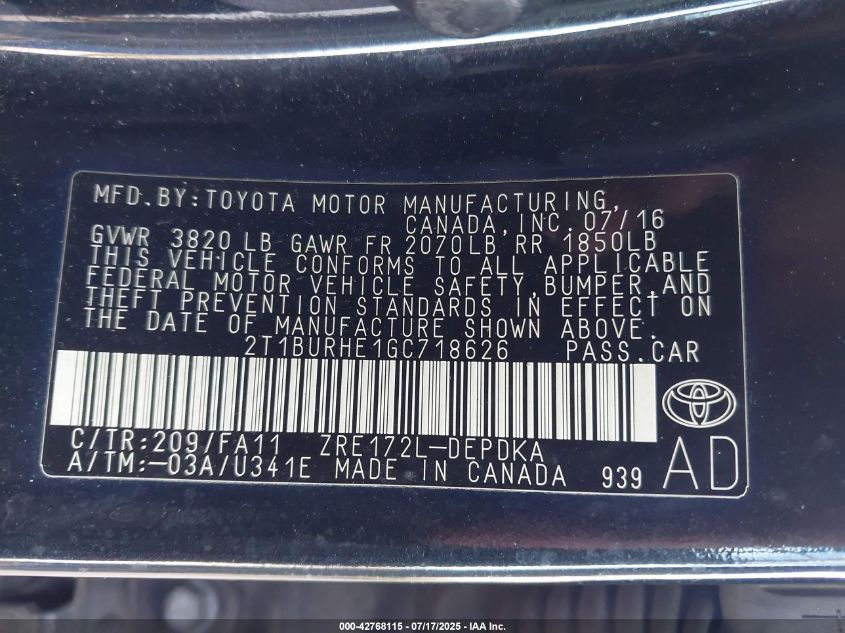 MFD.BY:TOYOTA MOTOR MANUFACTURING,
CANADA,INC. 07/16
GVWR 3820 LB GAWR FR 2070LB RR 1850LB
THIS VEHICLE CONFORMS TO ALL APPLICABLE
FEDERAL MOTOR VEHICLE SAFETY,BUMPER,AND
THEFT PREVENTION STANDARDS IN EFFECT ON
THE DATE OF MANUFACTURE SHOWN ABOVE.
2T1BURHE1GC718626 PASS.CAR
C/TR:209/FA11 ZRE172L-DEPDKA
A/TM:-03A/U341E MADE IN CANADA 939 AD
000-42768115 - 07/17/2025 - IAA Inc.